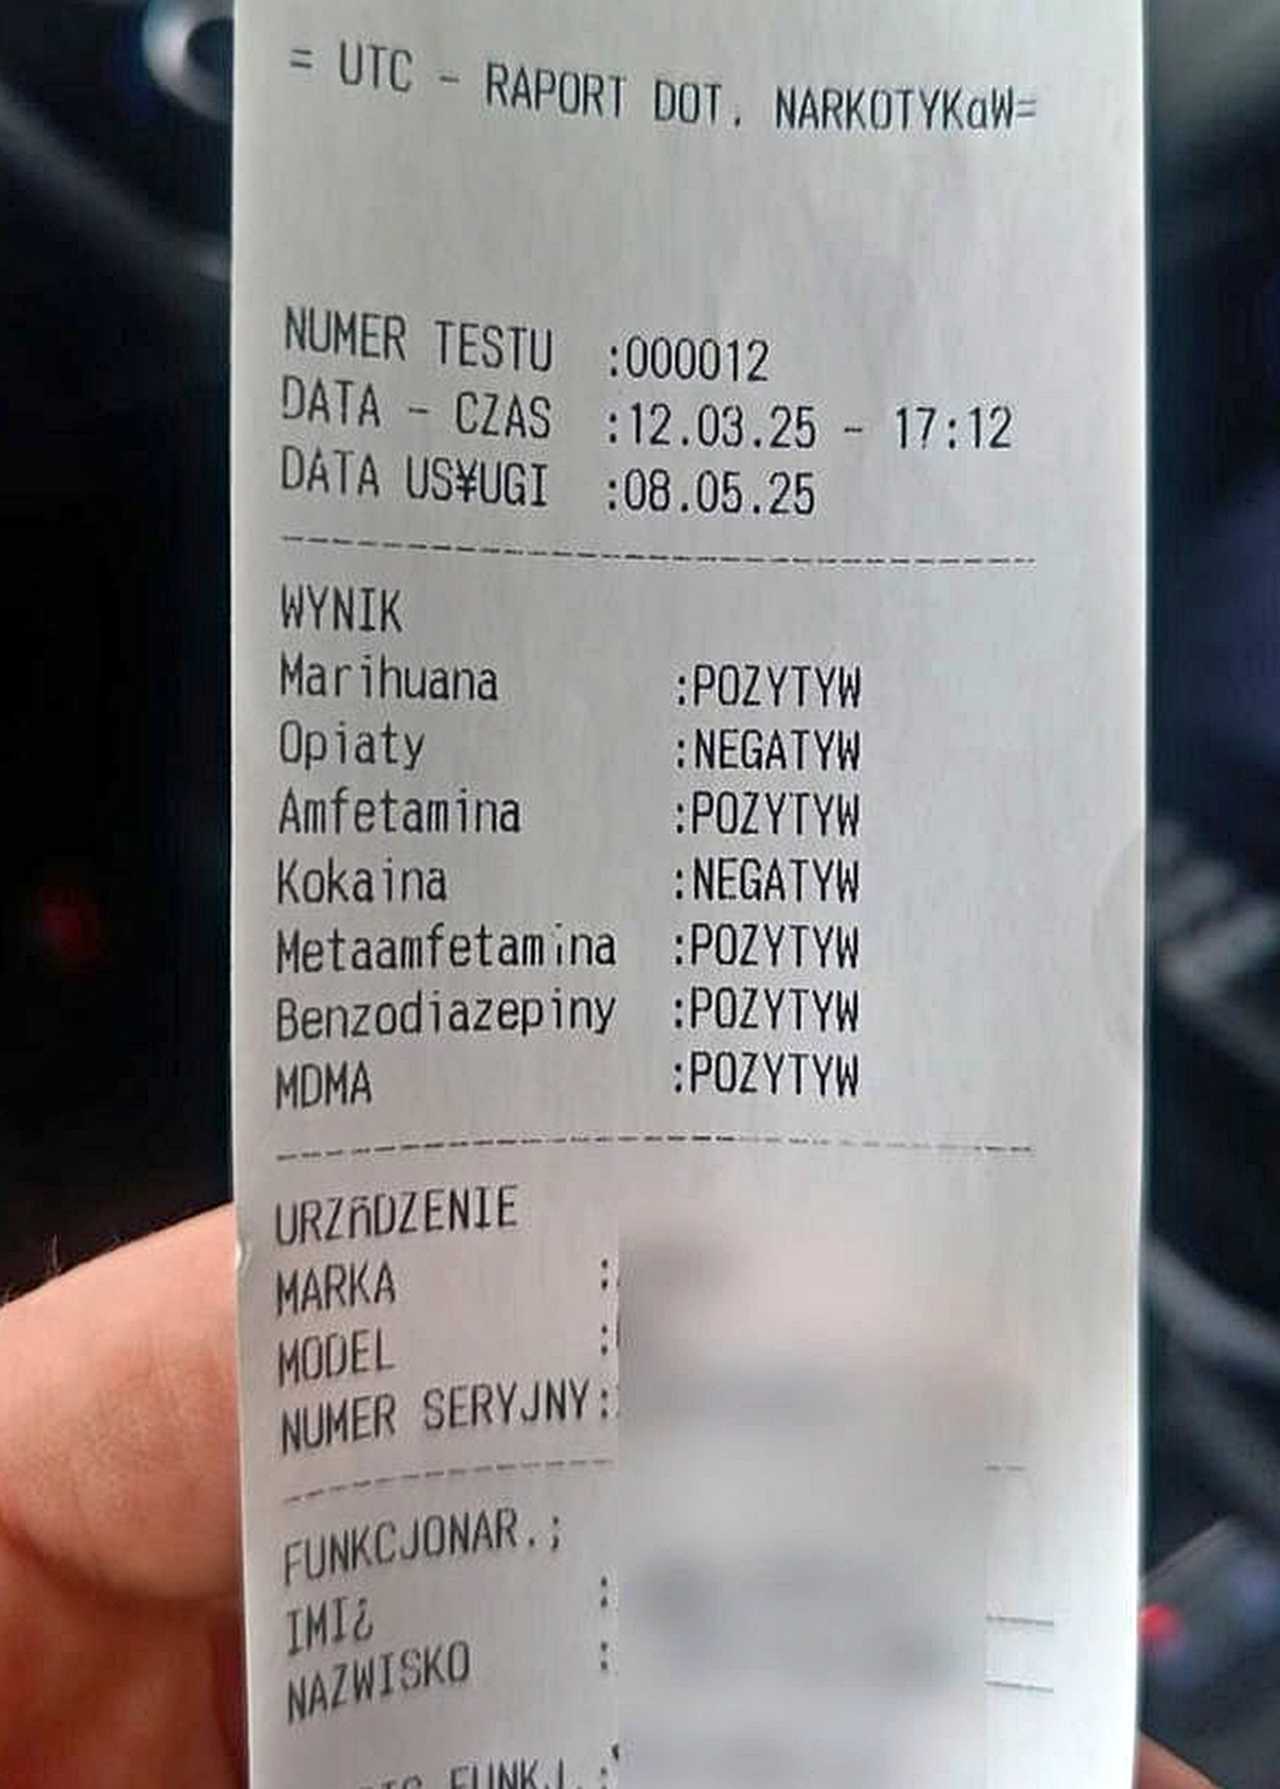 = UTC - RAPORT DOT. NARKOTYKaW=
NUMER TESTU :000012
DATA - CZAS :12.03.25 - 17:12
DATA US¥UGI :08.05.25
WYNIK
Marihuana :POZYTYW
Opiaty :NEGATYW
Amfetamina :POZYTYW
Kokaina :NEGATYW
Metaamfetamina :POZYTYW
Benzodiazepiny :POZYTYW
MDMA :POZYTYW
URZñDZENIE
MARKA :
MODEL :
NUMER SERYJNY:
FUNKCJONAR.;
IMI¿ :
NAZWISKO :
FUNKJ.: